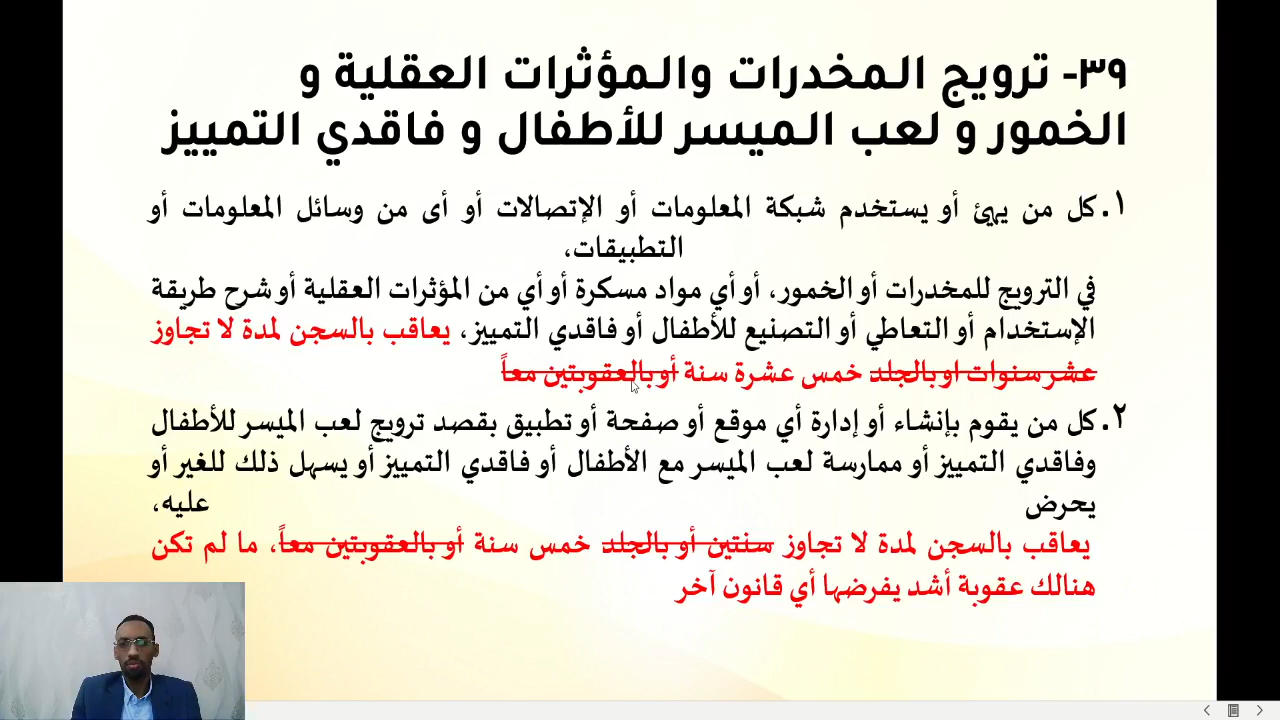 ٣٩- ترويج المخدرات والمؤثرات العقلية و
الخمور و لعب الميسر للأطفال و فاقدي التمييز
١. كل من يهئ أو يستخدم شبكة المعلومات أو الإتصالات أو أى من وسائل المعلومات أو
التطبيقات،
في الترويج للمخدرات أو الخمور، أو أي مواد مسكرة أو أي من المؤثرات العقلية أو شرح طريقة
الإستخدام أو التعاطي أو التصنيع للأطفال أو فاقدي التمييز، يعاقب بالسجن لمدة لا تجاوز
عشر سنوات او بالجلد خمس عشرة سنة أو بالعقوبتين معاً
٢. كل من يقوم بإنشاء أو إدارة أي موقع أو صفحة أو تطبيق بقصد ترويج لعب الميسر للأطفال
وفاقدي التمييز أو ممارسة لعب الميسر مع الأطفال أو فاقدي التمييز أو يسهل ذلك للغير أو
يحرض عليه،
يعاقب بالسجن لمدة لا تجاوز سنتين أو بالجلد خمس سنة أو بالعقوبتين معاً، ما لم تكن
هنالك عقوبة أشد يفرضها أي قانون آخر